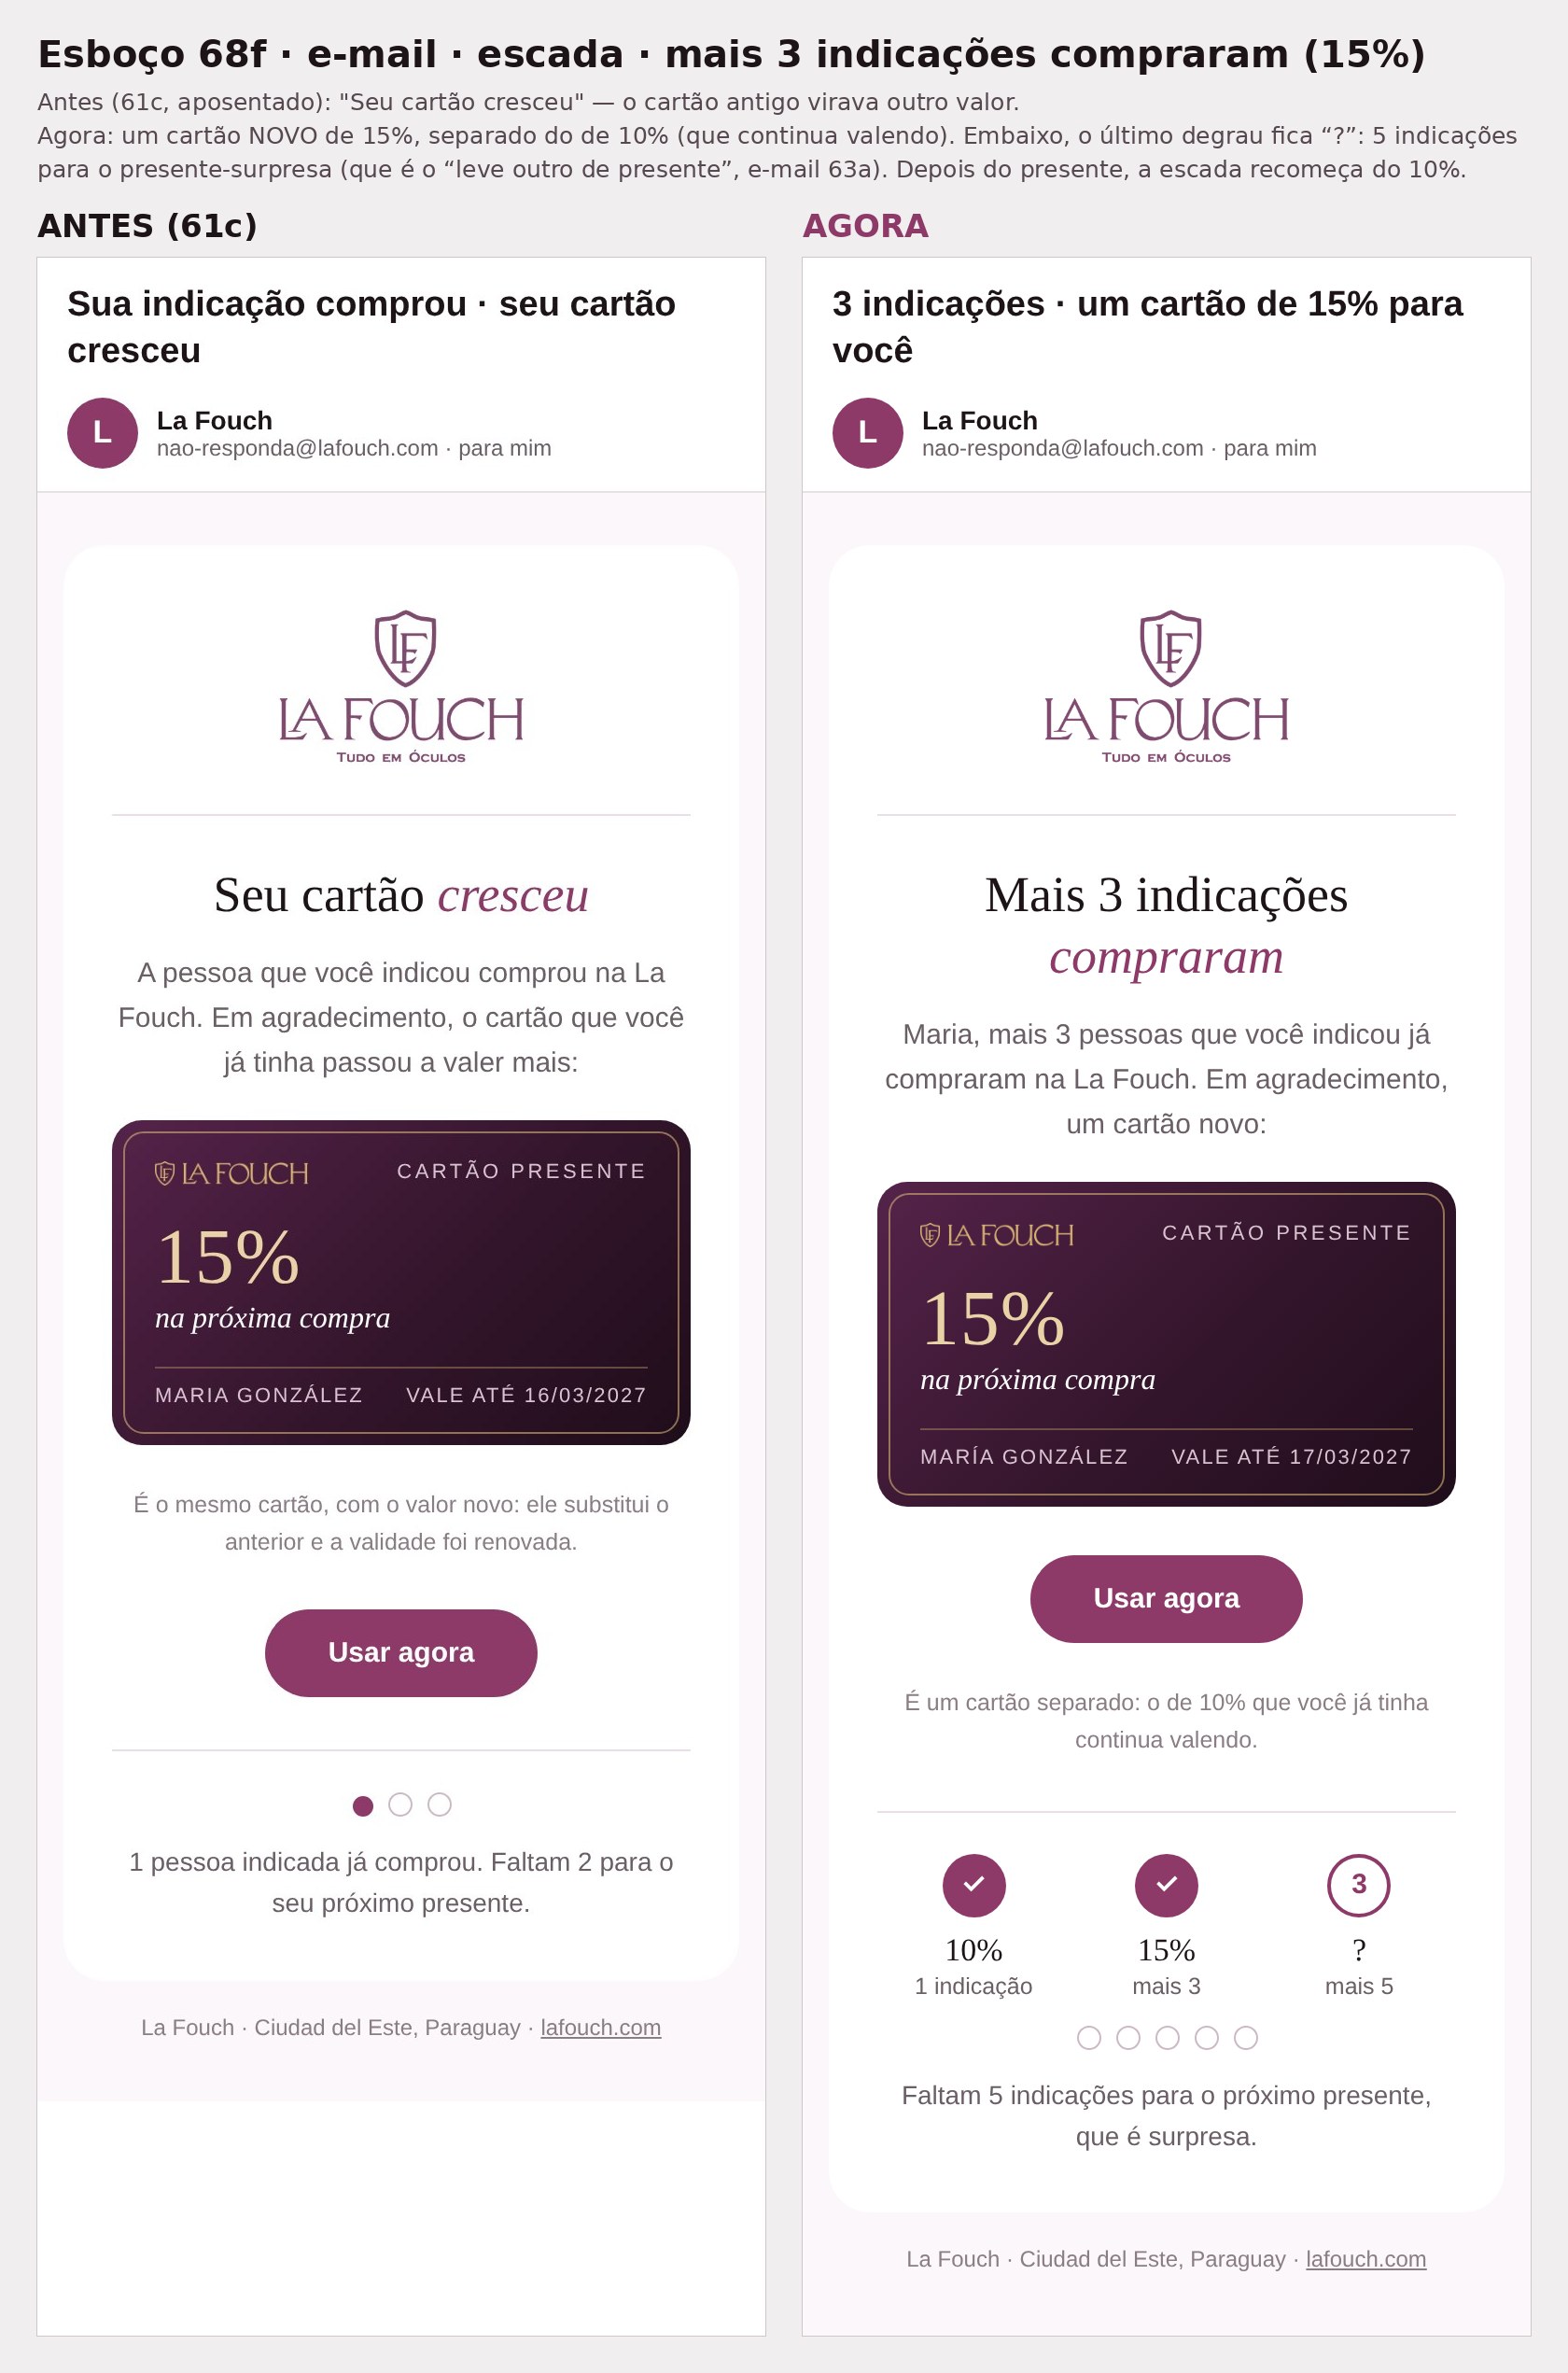 Esboço 68f · e-mail · escada · mais 3 indicações compraram (15%)
Antes (61c, aposentado): "Seu cartão cresceu" — o cartão antigo virava outro valor.
Agora: um cartão NOVO de 15%, separado do de 10% (que continua valendo). Embaixo, o último degrau fica “?”: 5 indicações
para o presente-surpresa (que é o “leve outro de presente”, e-mail 63a). Depois do presente, a escada recomeça do 10%.
ANTES (61c)
Sua indicação comprou · seu cartão
cresceu
L
La Fouch
nao-responda@lafouch.com · para mim
LF
LA FOUCH
Tudo em Óculos
Seu cartão cresceu
A pessoa que você indicou comprou na La
Fouch. Em agradecimento, o cartão que você
já tinha passou a valer mais:
LF LA FOUCH CARTÃO PRESENTE
15%
na próxima compra
MARIA GONZÁLEZ VALE ATÉ 16/03/2027
É o mesmo cartão, com o valor novo: ele substitui o
anterior e a validade foi renovada.
Usar agora
1 pessoa indicada já comprou. Faltam 2 para o
seu próximo presente.
La Fouch · Ciudad del Este, Paraguay · lafouch.com
AGORA
3 indicações · um cartão de 15% para
você
L
La Fouch
nao-responda@lafouch.com · para mim
LF
LA FOUCH
Tudo em Óculos
Mais 3 indicações
compraram
Maria, mais 3 pessoas que você indicou já
compraram na La Fouch. Em agradecimento,
um cartão novo:
LF LA FOUCH CARTÃO PRESENTE
15%
na próxima compra
MARÍA GONZÁLEZ VALE ATÉ 17/03/2027
Usar agora
É um cartão separado: o de 10% que você já tinha
continua valendo.
3
10% 15% ?
1 indicação mais 3 mais 5
Faltam 5 indicações para o próximo presente,
que é surpresa.
La Fouch · Ciudad del Este, Paraguay · lafouch.com